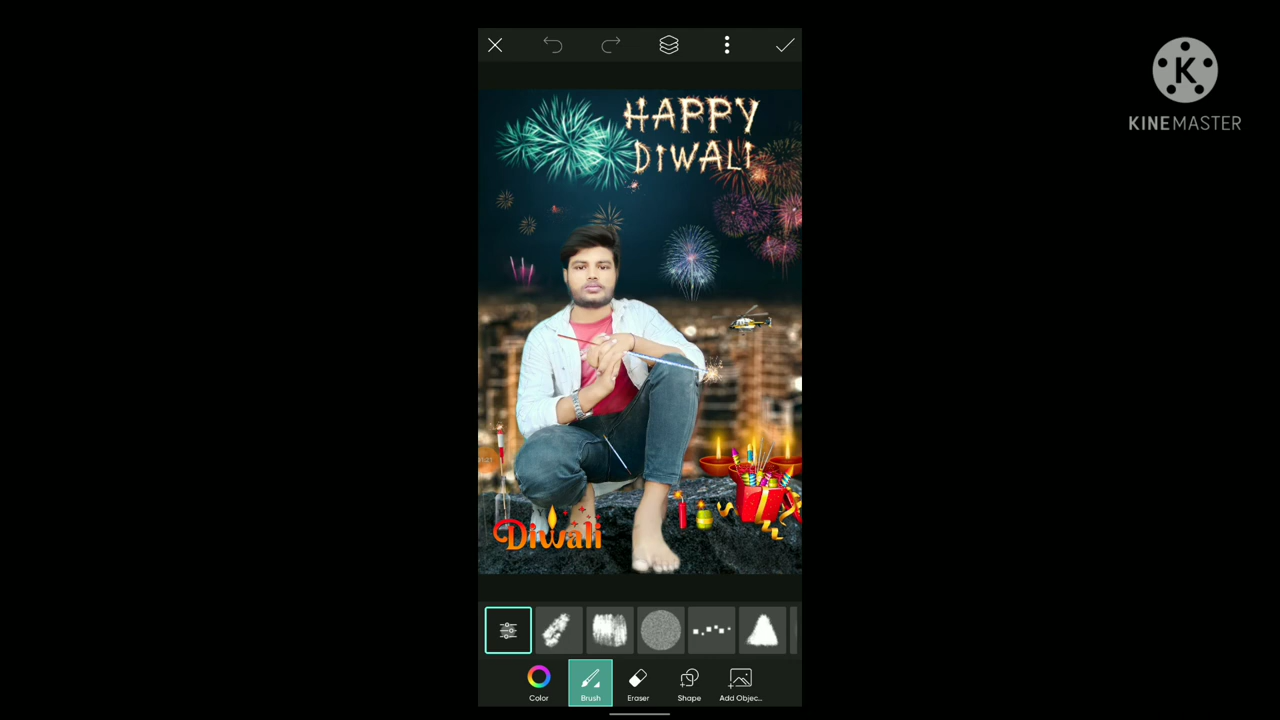 HAPPY
DIWALI
KINEMASTER
Diwali
Color
Brush
Eraser
Shape
Add Objec...